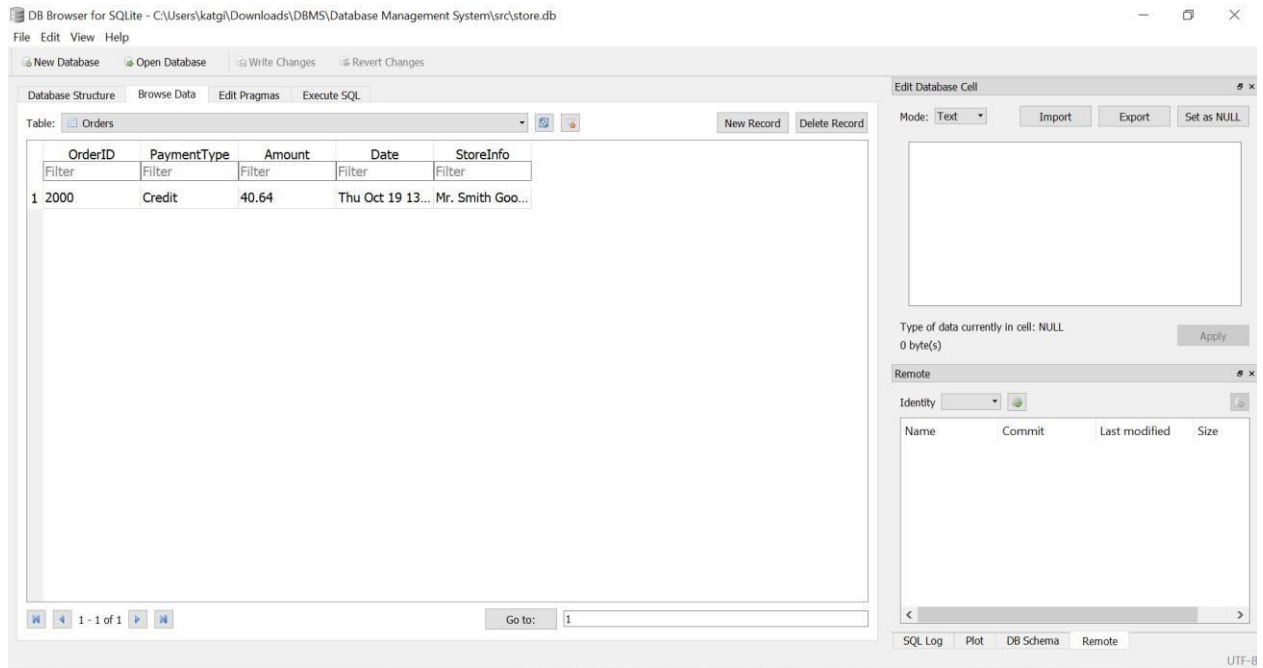 DB Browser for SQLite - C:\Users\katgi\Downloads\DBMS\Database Management System\src\store.db
File Edit View Help
New Database Open Database Write Changes Revert Changes
Database Structure Browse Data Edit Pragmas Execute SQL
Table: Orders New Record Delete Record
OrderID PaymentType Amount Date StoreInfo
Filter Filter Filter Filter Filter
1 2000 Credit 40.64 Thu Oct 19 13... Mr. Smith Goo...
1 - 1 of 1 Go to: 1
Edit Database Cell
Mode: Text Import Export Set as NULL
Type of data currently in cell: NULL
0 byte(s)
Apply
Remote
Identity
Name Commit Last modified Size
SQL Log Plot DB Schema Remote
UTF-8